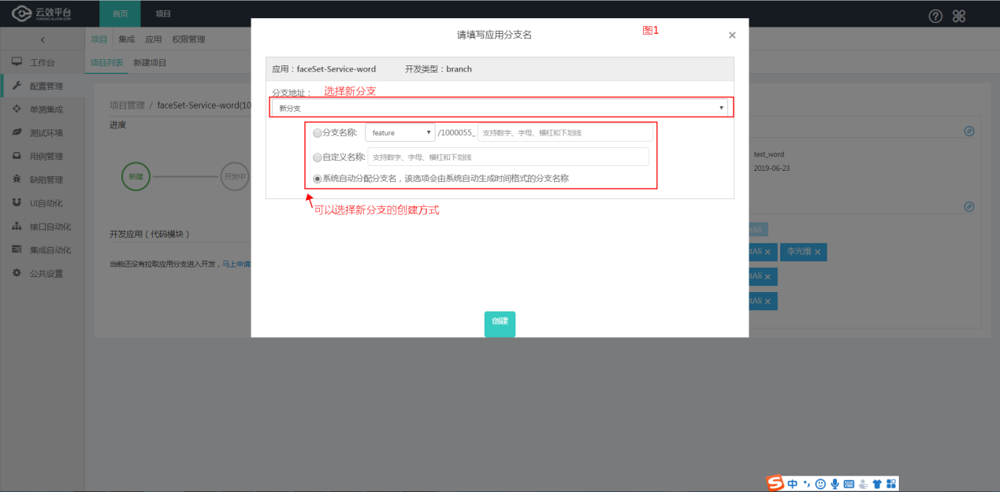 云效平台
首页
项目
项目 集成 应用 权限管理
项目列表 新建项目
工作台
配置管理
单测集成
测试环境
用例管理
缺陷管理
UI自动化
接口自动化
集成自动化
公共设置
项目管理 / faceSet-Service-word(10
进度
新建
开发中
开发应用（代码模块）
当前还没有拉取应用分支进入开发，马上申请
请填写应用分支名
图1
×
应用：faceSet-Service-word 开发类型：branch
分支地址： 选择新分支
新分支
分支名称: feature /1000055_ 支持数字、字母、横杠和下划线
自定义名称: 支持数字、字母、横杠和下划线
系统自动分配分支名，该选项会由系统自动生成时间格式的分支名称
可以选择新分支的创建方式
创建
test_word
2019-06-23
tAli
tAli × 李光维 ×
tAli ×
tAli ×
中